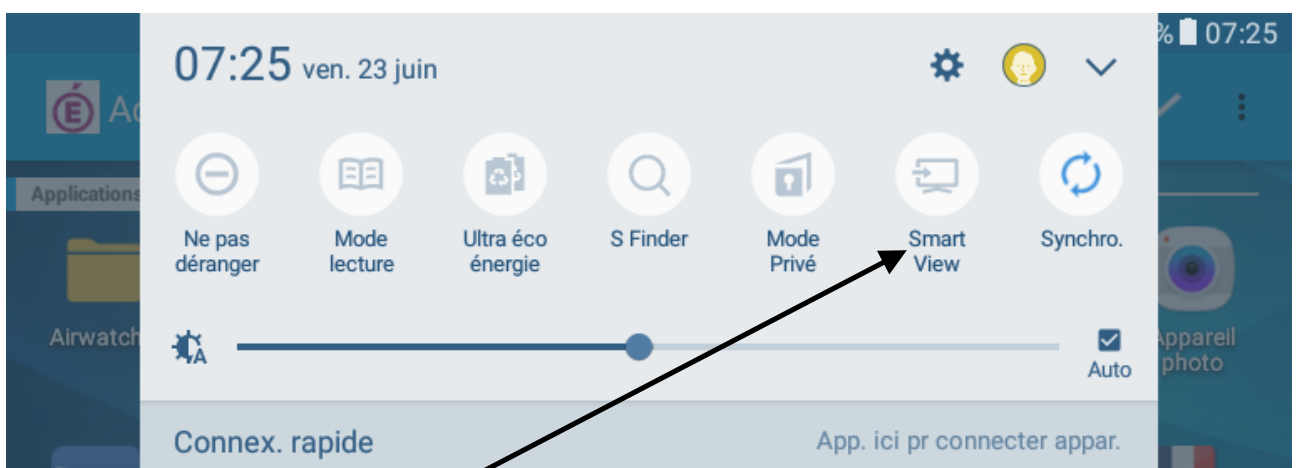 % 07:25
07:25 ven. 23 juin
É Ac
Applications
Ne pas
déranger
Mode
lecture
Ultra éco
énergie
S Finder
Mode
Privé
Smart
View
Synchro.
Airwatch
A
Auto
Appareil
photo
Connex. rapide
App. ici pr connecter appar.